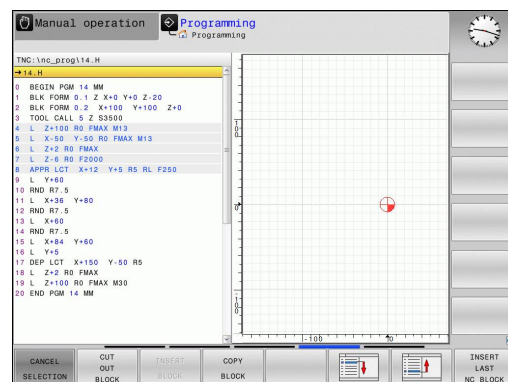 Manual operation
Programming
Programming
TNC:\nc_prog\14.H
→14.H
0 BEGIN PGM 14 MM
1 BLK FORM 0.1 Z X+0 Y+0 Z-20
2 BLK FORM 0.2 X+100 Y+100 Z+0
3 TOOL CALL 5 Z S3500
4 L Z+100 R0 FMAX M13
5 L X-50 Y-50 R0 FMAX M13
6 L Z+2 R0 FMAX
7 L Z-6 R0 F2000
8 APPR LCT X+12 Y+5 R5 RL F250
9 L Y+60
10 RND R7.5
11 L X+36 Y+80
12 RND R7.5
13 L X+60
14 RND R7.5
15 L X+84 Y+60
16 L Y+5
17 DEP LCT X+150 Y-50 R5
18 L Z+2 R0 FMAX
19 L Z+100 R0 FMAX M30
20 END PGM 14 MM
-100
CANCEL
SELECTION
CUT
OUT
BLOCK
INSERT
BLOCK
COPY
BLOCK
INSERT
LAST
NC BLOCK